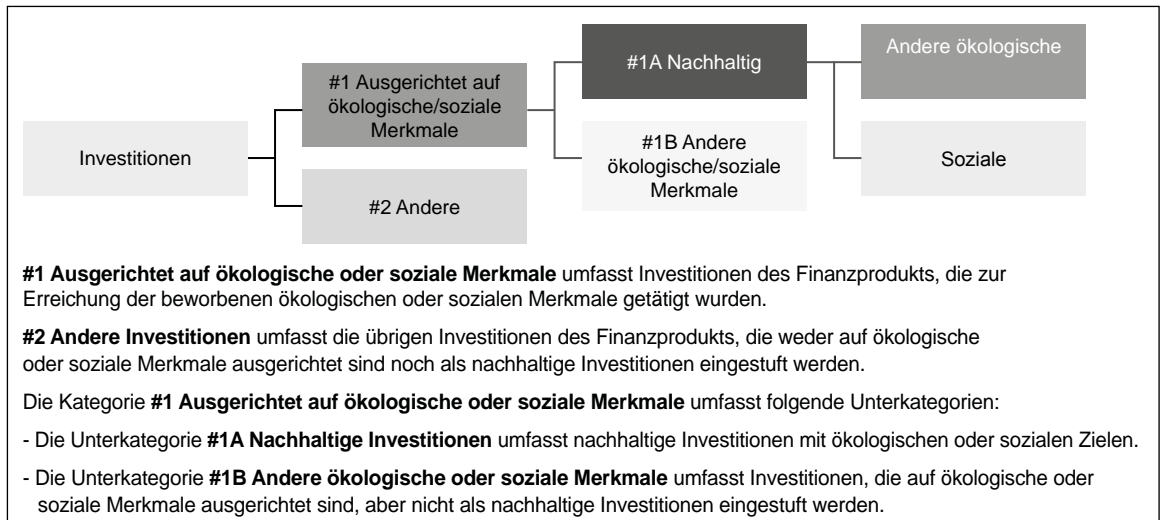 Investitionen
#1 Ausgerichtet auf
ökologische/soziale
Merkmale
#2 Andere
#1A Nachhaltig
#1B Andere
ökologische/soziale
Merkmale
Andere ökologische
Soziale
#1 Ausgerichtet auf ökologische oder soziale Merkmale umfasst Investitionen des Finanzprodukts, die zur
Erreichung der beworbenen ökologischen oder sozialen Merkmale getätigt wurden.
#2 Andere Investitionen umfasst die übrigen Investitionen des Finanzprodukts, die weder auf ökologische
oder soziale Merkmale ausgerichtet sind noch als nachhaltige Investitionen eingestuft werden.
Die Kategorie #1 Ausgerichtet auf ökologische oder soziale Merkmale umfasst folgende Unterkategorien:
- Die Unterkategorie #1A Nachhaltige Investitionen umfasst nachhaltige Investitionen mit ökologischen oder sozialen Zielen.
- Die Unterkategorie #1B Andere ökologische oder soziale Merkmale umfasst Investitionen, die auf ökologische oder
soziale Merkmale ausgerichtet sind, aber nicht als nachhaltige Investitionen eingestuft werden.